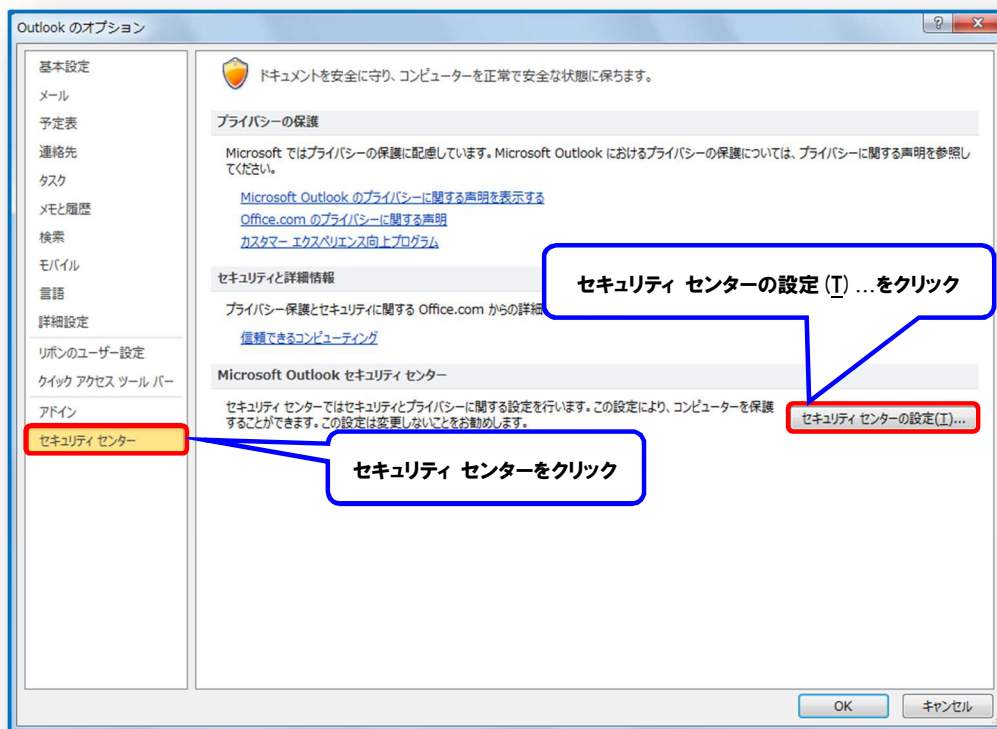 Outlook のオプション
基本設定
メール
予定表
連絡先
タスク
メモと履歴
検索
モバイル
言語
詳細設定
リボンのユーザー設定
クイック アクセス ツール バー
アドイン
セキュリティ センター
ドキュメントを安全に守り、コンピューターを正常で安全な状態に保ちます。
プライバシーの保護
Microsoft ではプライバシーの保護に配慮しています。Microsoft Outlook におけるプライバシーの保護については、プライバシーに関する声明を参照し
てください。
Microsoft Outlook のプライバシーに関する声明を表示する
Office.com のプライバシーに関する声明
カスタマー エクスペリエンス向上プログラム
セキュリティと詳細情報
プライバシー保護とセキュリティに関する Office.com からの詳細
信頼できるコンピューティング
セキュリティ センターの設定(T)…をクリック
Microsoft Outlook セキュリティ センター
セキュリティ センターではセキュリティとプライバシーに関する設定を行います。この設定により、コンピューターを保護
することができます。この設定は変更しないことをお勧めします。
セキュリティ センターの設定(T)...
セキュリティ センターをクリック
OK
キャンセル